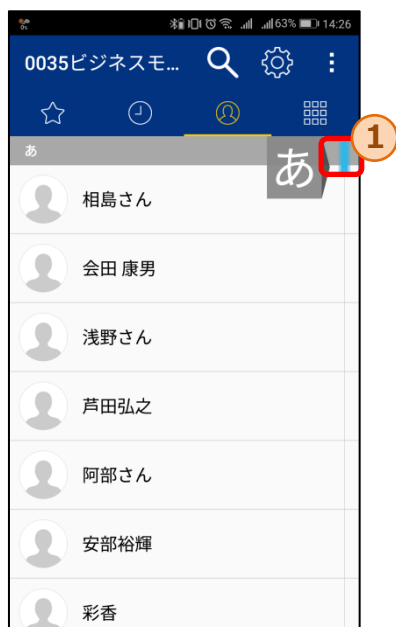 0%
63% 14:26
0035ビジネスモ...
あ
あ
1
相島さん
会田 康男
浅野さん
芦田弘之
阿部さん
安部裕輝
彩香